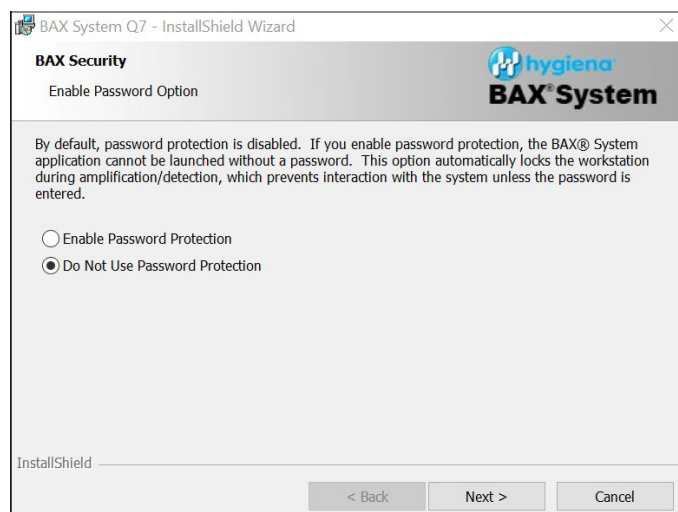 BAX System Q7 - InstallShield Wizard
BAX Security
Enable Password Option
hygiena
BAX® System
By default, password protection is disabled.  If you enable password protection, the BAX® System
application cannot be launched without a password.  This option automatically locks the workstation
during amplification/detection, which prevents interaction with the system unless the password is
entered.
Enable Password Protection
Do Not Use Password Protection
InstallShield
< Back
Next >
Cancel